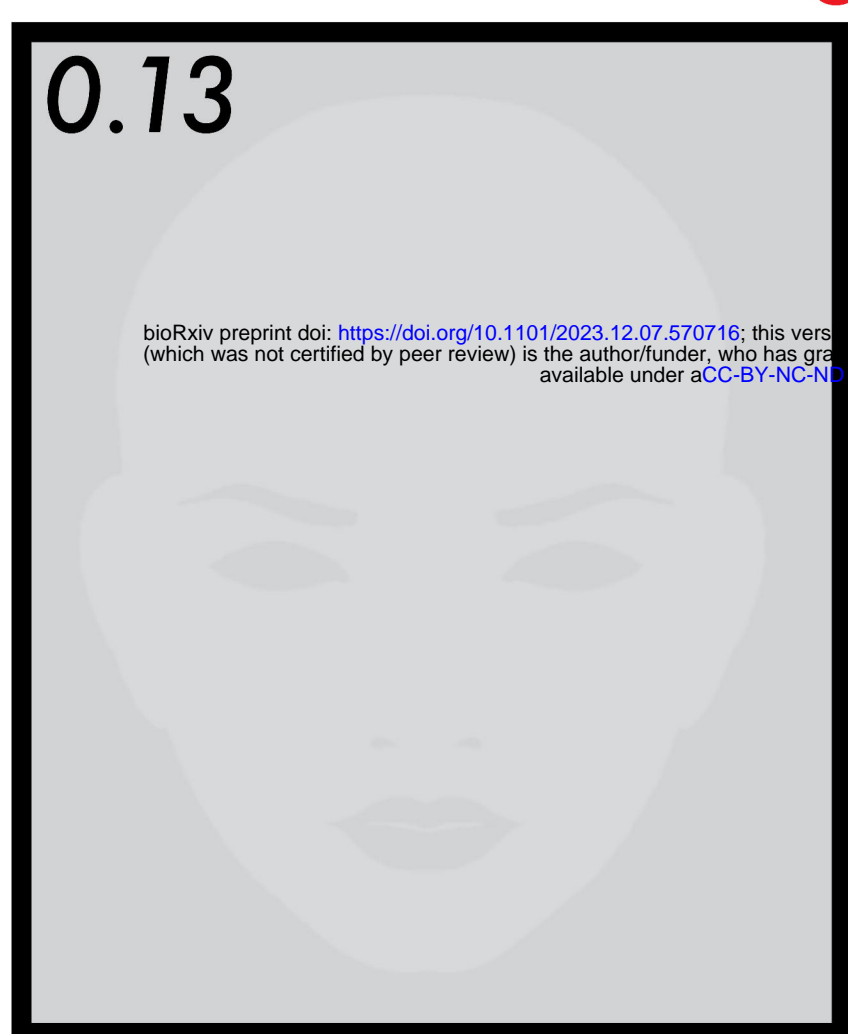 0.13
bioRxiv preprint doi: https://doi.org/10.1101/2023.12.07.570716; this vers
(which was not certified by peer review) is the author/funder, who has gra
available under aCC-BY-NC-ND